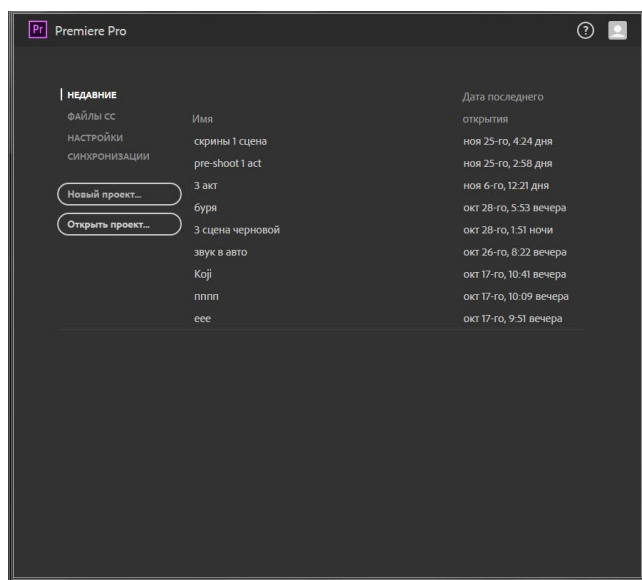 Pr Premiere Pro ?
НЕДАВНИЕ
ФАЙЛЫ CC
НАСТРОЙКИ
СИНХРОНИЗАЦИИ
Новый проект...
Открыть проект...
Имя Дата последнего
открытия
скрины 1 сцена ноя 25-го, 4:24 дня
pre-shoot 1 act ноя 25-го, 2:58 дня
3 акт ноя 6-го, 12:21 дня
буря окт 28-го, 5:53 вечера
3 сцена черновой окт 28-го, 1:51 ночи
звук в авто окт 26-го, 8:22 вечера
Koji окт 17-го, 10:41 вечера
пппп окт 17-го, 10:09 вечера
еее окт 17-го, 9:51 вечера